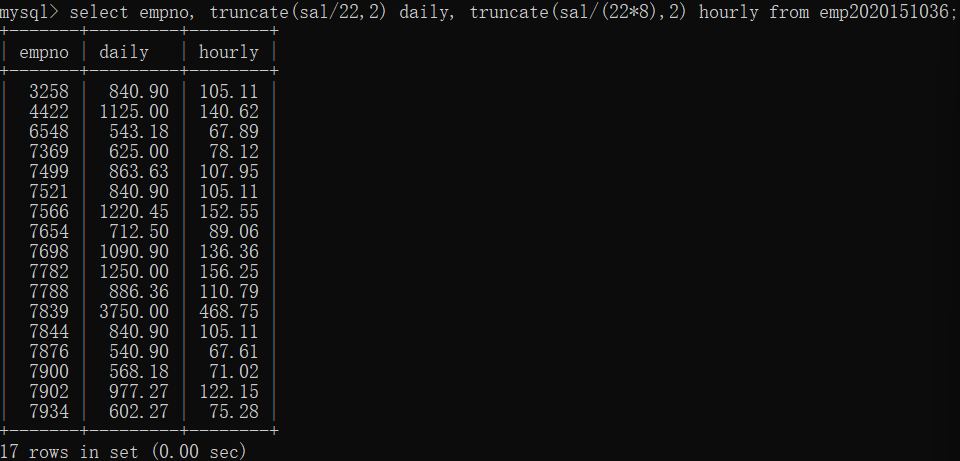 mysql> select empno, truncate(sal/22,2) daily, truncate(sal/(22*8),2) hourly from emp2020151036;
+-------+---------+--------+
| empno | daily   | hourly |
+-------+---------+--------+
|  3258 |  840.90 | 105.11 |
|  4422 | 1125.00 | 140.62 |
|  6548 |  543.18 |  67.89 |
|  7369 |  625.00 |  78.12 |
|  7499 |  863.63 | 107.95 |
|  7521 |  840.90 | 105.11 |
|  7566 | 1220.45 | 152.55 |
|  7654 |  712.50 |  89.06 |
|  7698 | 1090.90 | 136.36 |
|  7782 | 1250.00 | 156.25 |
|  7788 |  886.36 | 110.79 |
|  7839 | 3750.00 | 468.75 |
|  7844 |  840.90 | 105.11 |
|  7876 |  540.90 |  67.61 |
|  7900 |  568.18 |  71.02 |
|  7902 |  977.27 | 122.15 |
|  7934 |  602.27 |  75.28 |
+-------+---------+--------+
17 rows in set (0.00 sec)